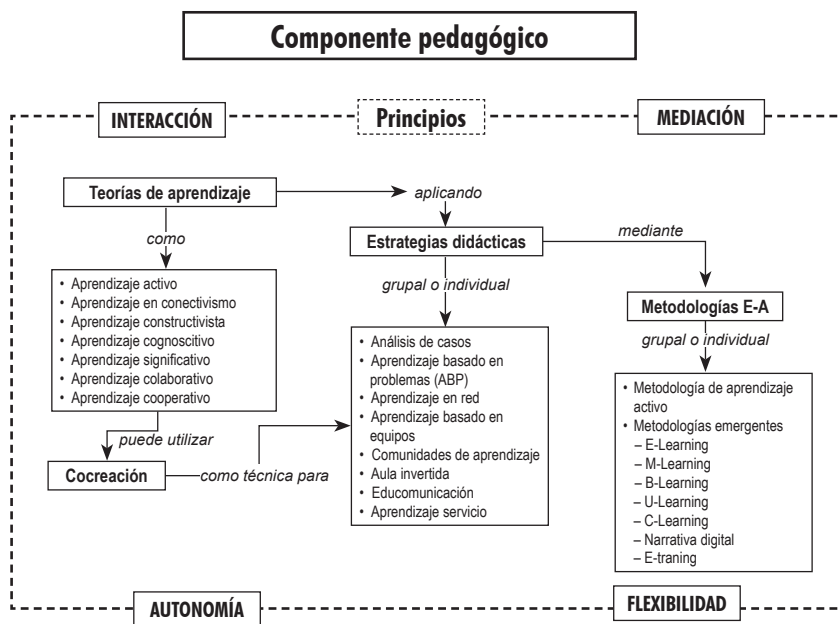 Componente pedagógico
INTERACCIÓN
Principios
MEDIACIÓN
Teorías de aprendizaje
aplicando
como
Estrategias didácticas
mediante
• Aprendizaje activo
• Aprendizaje en conectivismo
• Aprendizaje constructivista
• Aprendizaje cognoscitivo
• Aprendizaje significativo
• Aprendizaje colaborativo
• Aprendizaje cooperativo
grupal o individual
Metodologías E-A
grupal o individual
• Análisis de casos
• Aprendizaje basado en
problemas (ABP)
• Aprendizaje en red
• Aprendizaje basado en
equipos
• Comunidades de aprendizaje
• Aula invertida
• Educomunicación
• Aprendizaje servicio
• Metodología de aprendizaje
activo
• Metodologías emergentes
– E-Learning
– M-Learning
– B-Learning
– U-Learning
– C-Learning
– Narrativa digital
– E-traning
puede utilizar
Cocreación
como técnica para
AUTONOMÍA
FLEXIBILIDAD